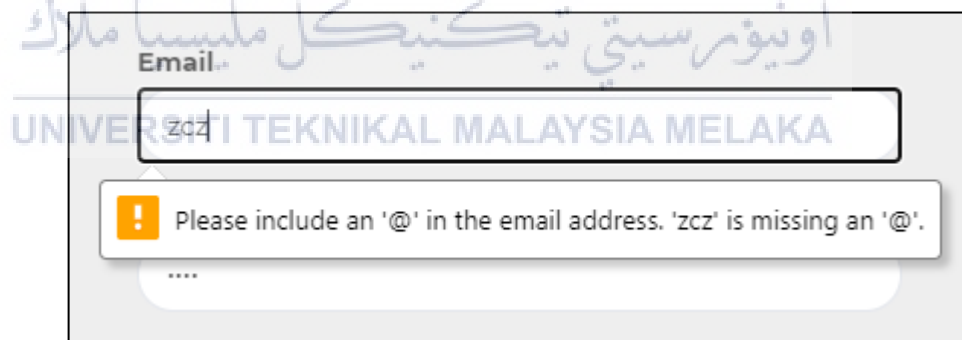 اونيۏرسيتي تيكنيكل مليسيا ملاك
Email
zcz
UNIVERSITI TEKNIKAL MALAYSIA MELAKA
Please include an '@' in the email address. 'zcz' is missing an '@'.
....